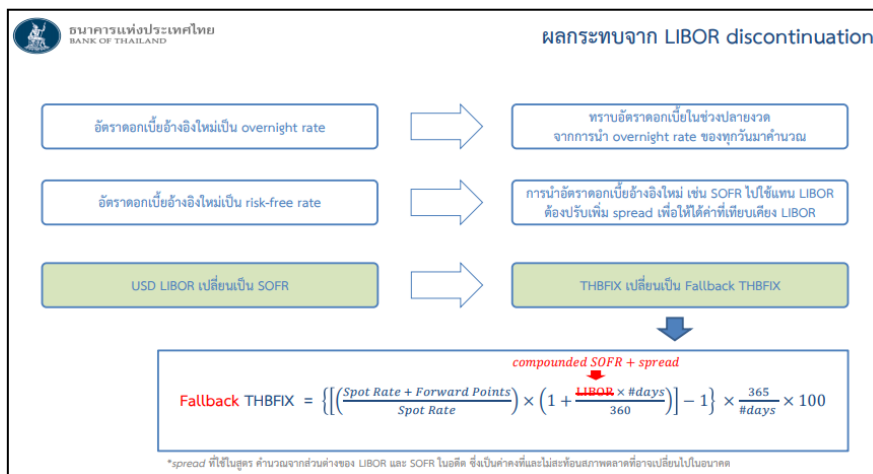 ธนาคารแห่งประเทศไทย
BANK OF THAILAND
ผลกระทบจาก LIBOR discontinuation
อัตราดอกเบี้ยอ้างอิงใหม่เป็น overnight rate
ทราบอัตราดอกเบี้ยในช่วงปลายงวด
จากการนำ overnight rate ของทุกวันมาคำนวณ
อัตราดอกเบี้ยอ้างอิงใหม่เป็น risk-free rate
การนำอัตราดอกเบี้ยอ้างอิงใหม่ เช่น SOFR ไปใช้แทน LIBOR
ต้องปรับเพิ่ม spread เพื่อให้ได้ค่าที่เทียบเคียง LIBOR
USD LIBOR เปลี่ยนเป็น SOFR
THBFIX เปลี่ยนเป็น Fallback THBFIX
compounded SOFR + spread
Fallback THBFIX = {[((Spot Rate + Forward Points)/(Spot Rate)) × (1 + (LIBOR × #days)/360)] − 1} × 365/#days × 100
*spread ที่ใช้ในสูตร คำนวณจากส่วนต่างของ LIBOR และ SOFR ในอดีต ซึ่งเป็นค่าคงที่และไม่สะท้อนสภาพตลาดที่อาจเปลี่ยนไปในอนาคต